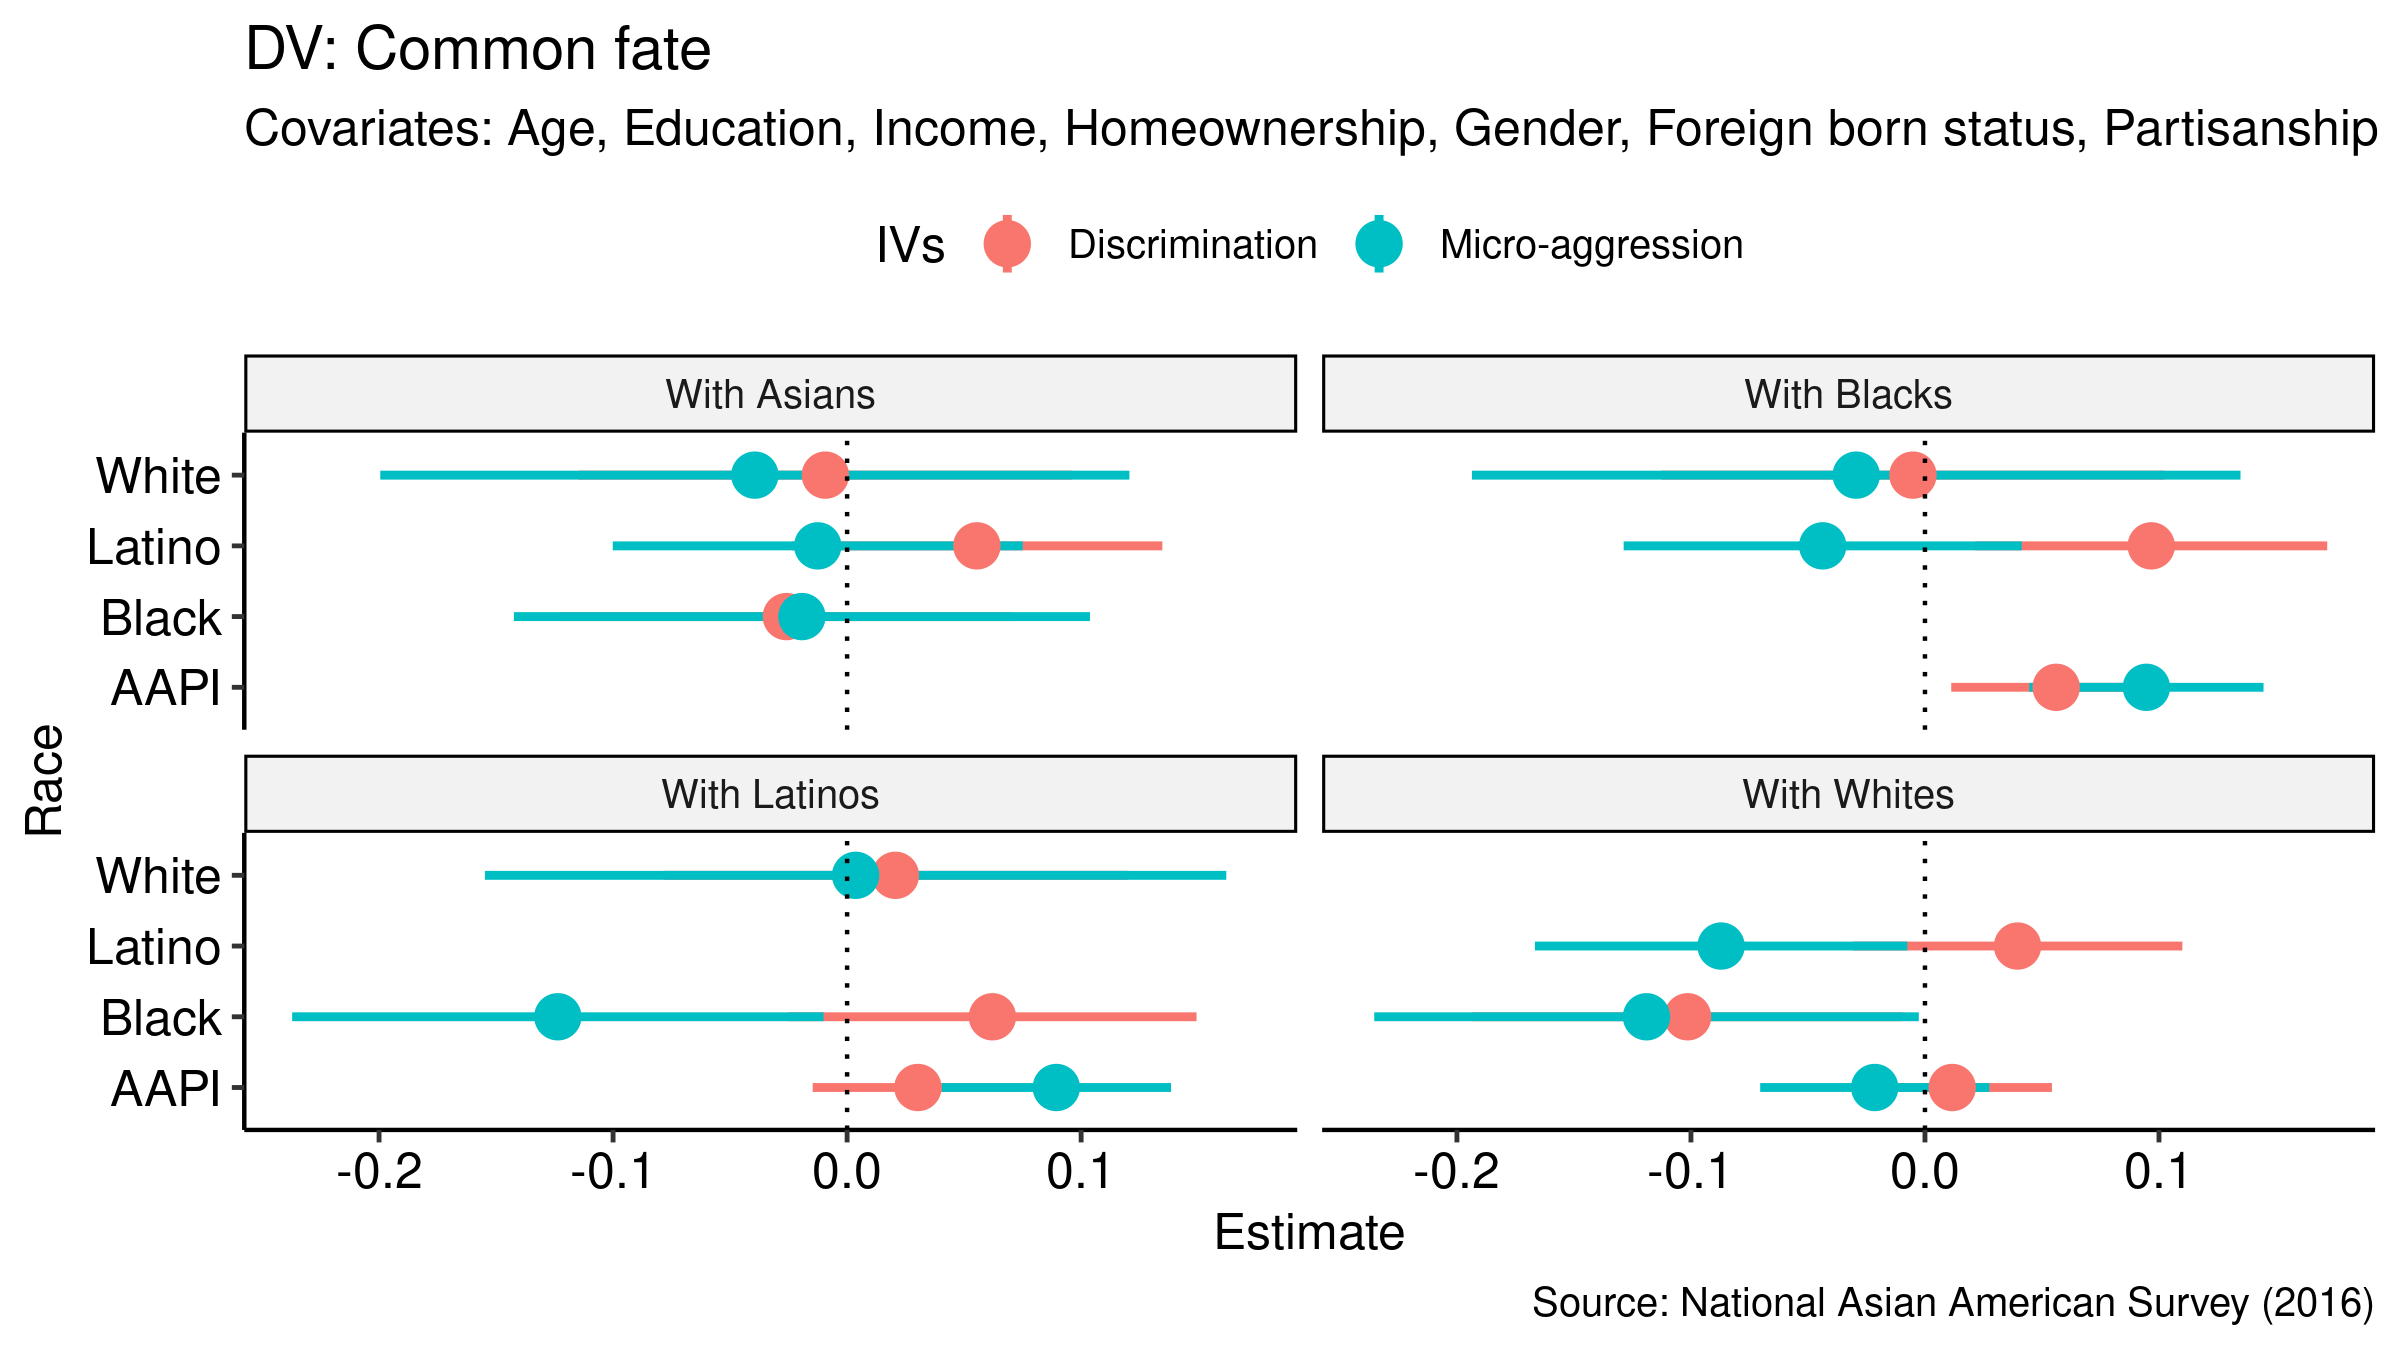 DV: Common fate
Covariates: Age, Education, Income, Homeownership, Gender, Foreign born status, Partisanship
IVs Discrimination Micro-aggression
With Asians With Blacks
White
Latino
Black
AAPI
Race
With Latinos With Whites
White
Latino
Black
AAPI
-0.2 -0.1 0.0 0.1 -0.2 -0.1 0.0 0.1
Estimate
Source: National Asian American Survey (2016)